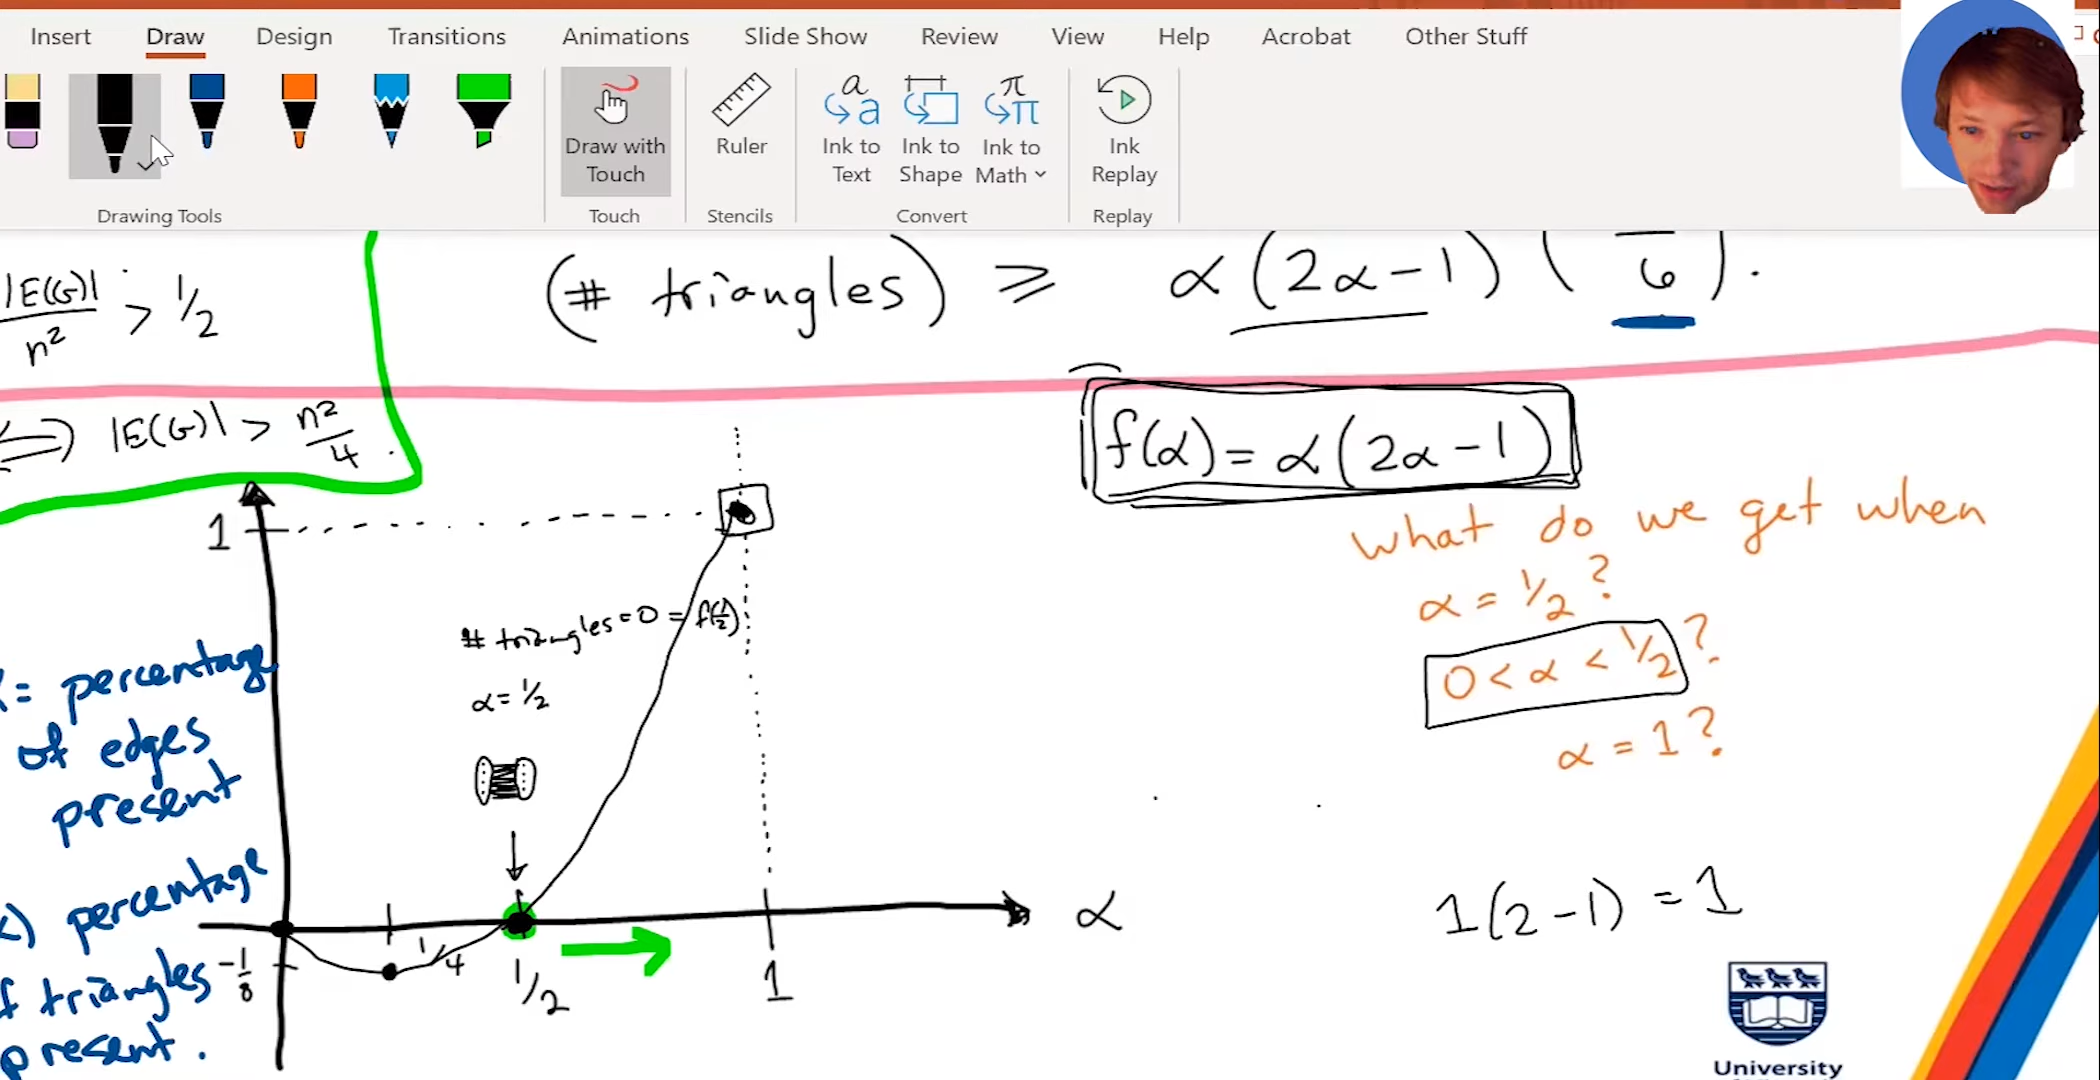 Insert Draw Design Transitions Animations Slide Show Review View Help Acrobat Other Stuff
Draw with Touch
Ruler
Ink to Text
Ink to Shape
Ink to Math
Ink Replay
Drawing Tools Touch Stencils Convert Replay
|E(G)|/n² > 1/2
(# triangles) ≥ α(2α-1)( /6).
⟺ |E(G)| > n²/4.
f(α) = α(2α-1)
what do we get when
α = 1/2 ?
0 < α < 1/2 ?
α = 1 ?
1
# triangles = 0 = f(1/2)
α = 1/2
= percentage
of edges
present
) percentage
triangles
present.
-1/8
1/4
1/2
1
α
1(2-1) = 1
University